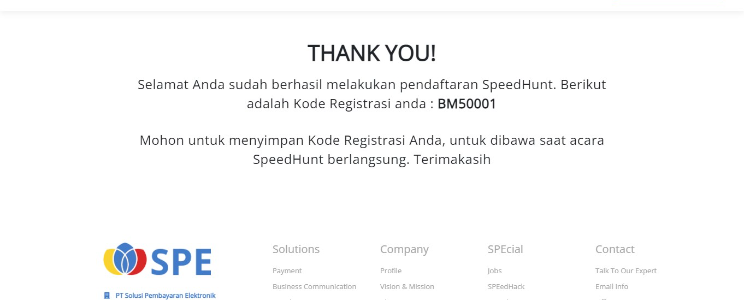 THANK YOU!
Selamat Anda sudah berhasil melakukan pendaftaran SpeedHunt. Berikut
adalah Kode Registrasi anda : BM50001
Mohon untuk menyimpan Kode Registrasi Anda, untuk dibawa saat acara
SpeedHunt berlangsung. Terimakasih
SPE
PT Solusi Pembayaran Elektronik
Solutions
Payment
Business Communication
Company
Profile
Vision & Mission
SPEcial
Jobs
SPEedHack
Contact
Talk To Our Expert
Email Info